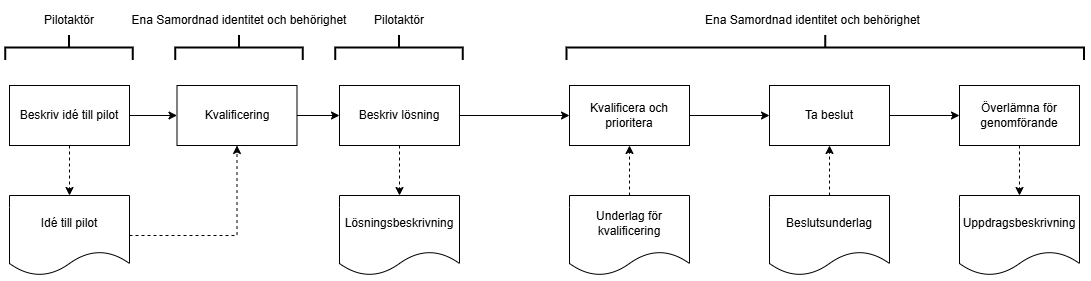 Pilotaktör
Ena Samordnad identitet och behörighet
Pilotaktör
Ena Samordnad identitet och behörighet
Beskriv idé till pilot
Kvalificering
Beskriv lösning
Kvalificera och
prioritera
Ta beslut
Överlämna för
genomförande
Idé till pilot
Lösningsbeskrivning
Underlag för
kvalificering
Beslutsunderlag
Uppdragsbeskrivning